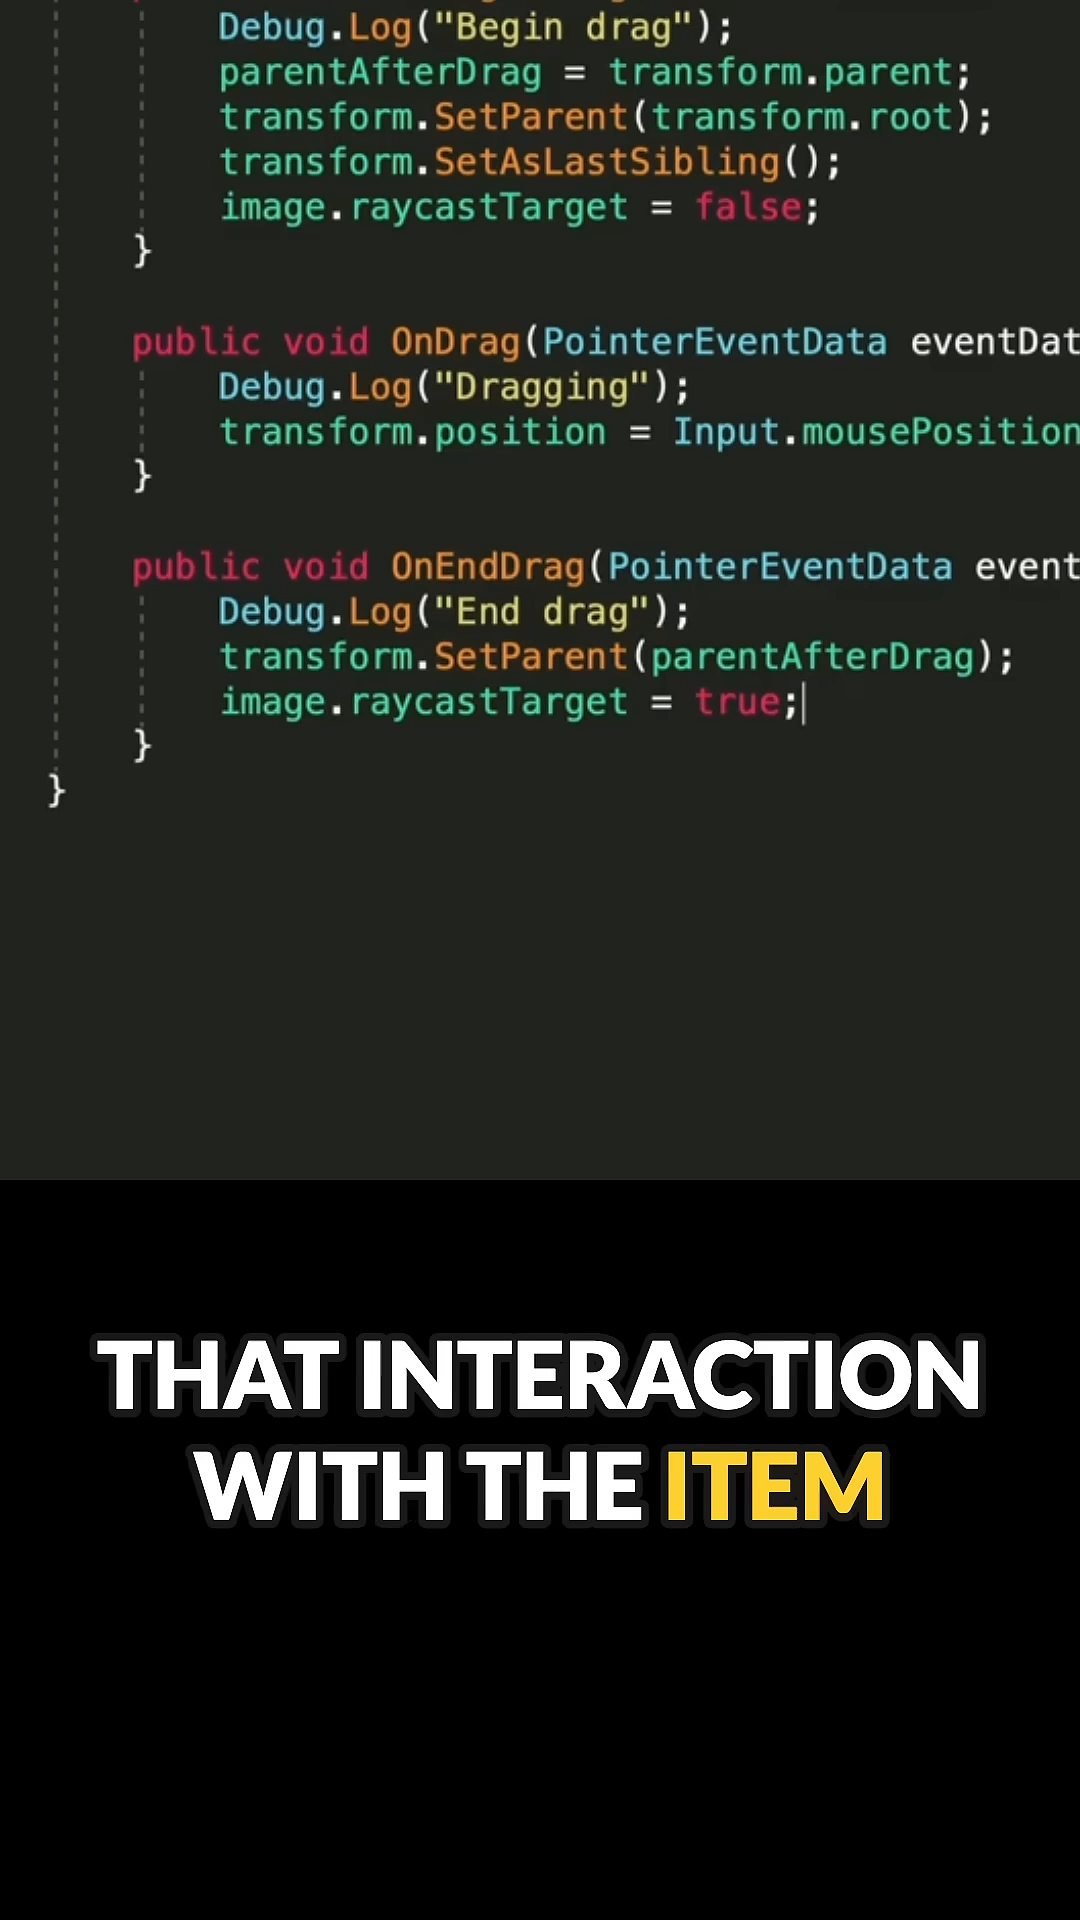 Debug.Log("Begin drag");
parentAfterDrag = transform.parent;
transform.SetParent(transform.root);
transform.SetAsLastSibling();
image.raycastTarget = false;
}
public void OnDrag(PointerEventData eventDat
Debug.Log("Dragging");
transform.position = Input.mousePosition
}
public void OnEndDrag(PointerEventData event
Debug.Log("End drag");
transform.SetParent(parentAfterDrag);
image.raycastTarget = true;
}
}
THAT INTERACTION
WITH THE ITEM